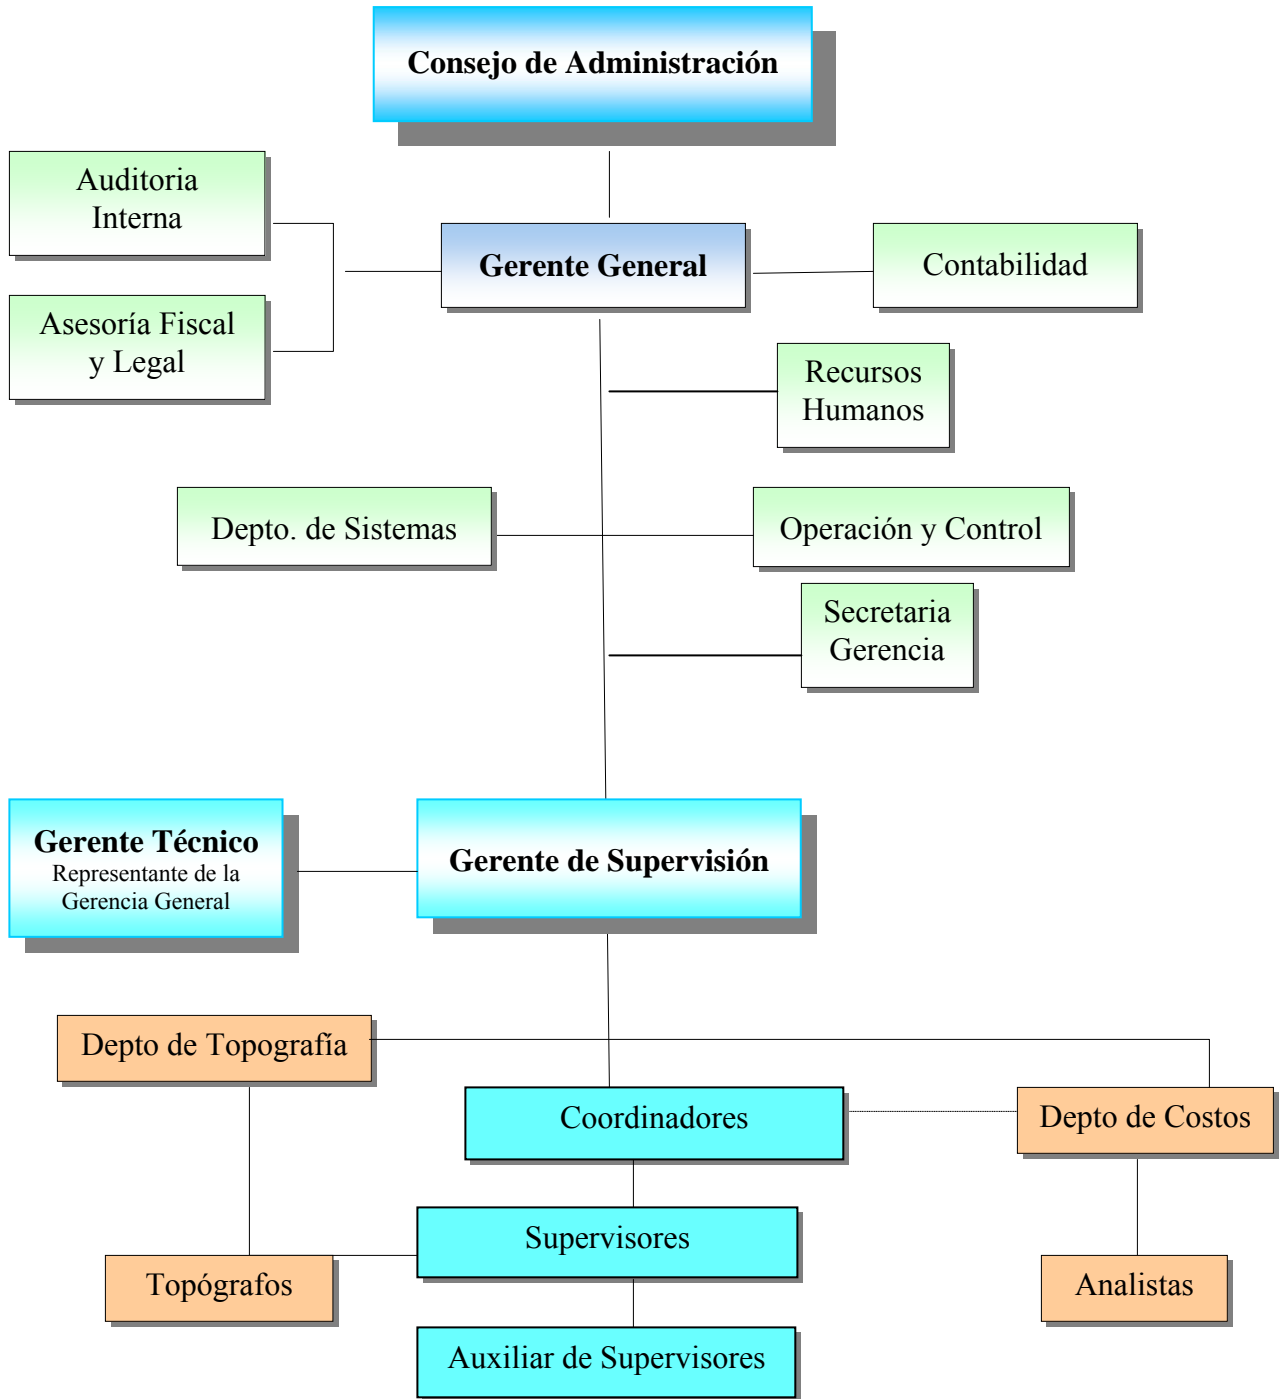 Consejo de Administración
Auditoria
Interna
Gerente General
Contabilidad
Asesoría Fiscal
y Legal
Recursos
Humanos
Depto. de Sistemas
Operación y Control
Secretaria
Gerencia
Gerente Técnico
Representante de la
Gerencia General
Gerente de Supervisión
Depto de Topografía
Coordinadores
Depto de Costos
Supervisores
Topógrafos
Analistas
Auxiliar de Supervisores